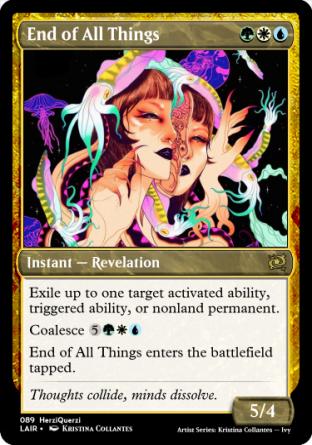 End of All Things
Instant — Revelation
Exile up to one target activated ability,
triggered ability, or nonland permanent.
Coalesce 5
End of All Things enters the battlefield
tapped.
Thoughts collide, minds dissolve.
5/4
089 HerziQuerzi
LAIR • Kristina Collantes
Artist Series: Kristina Collantes — Ivy